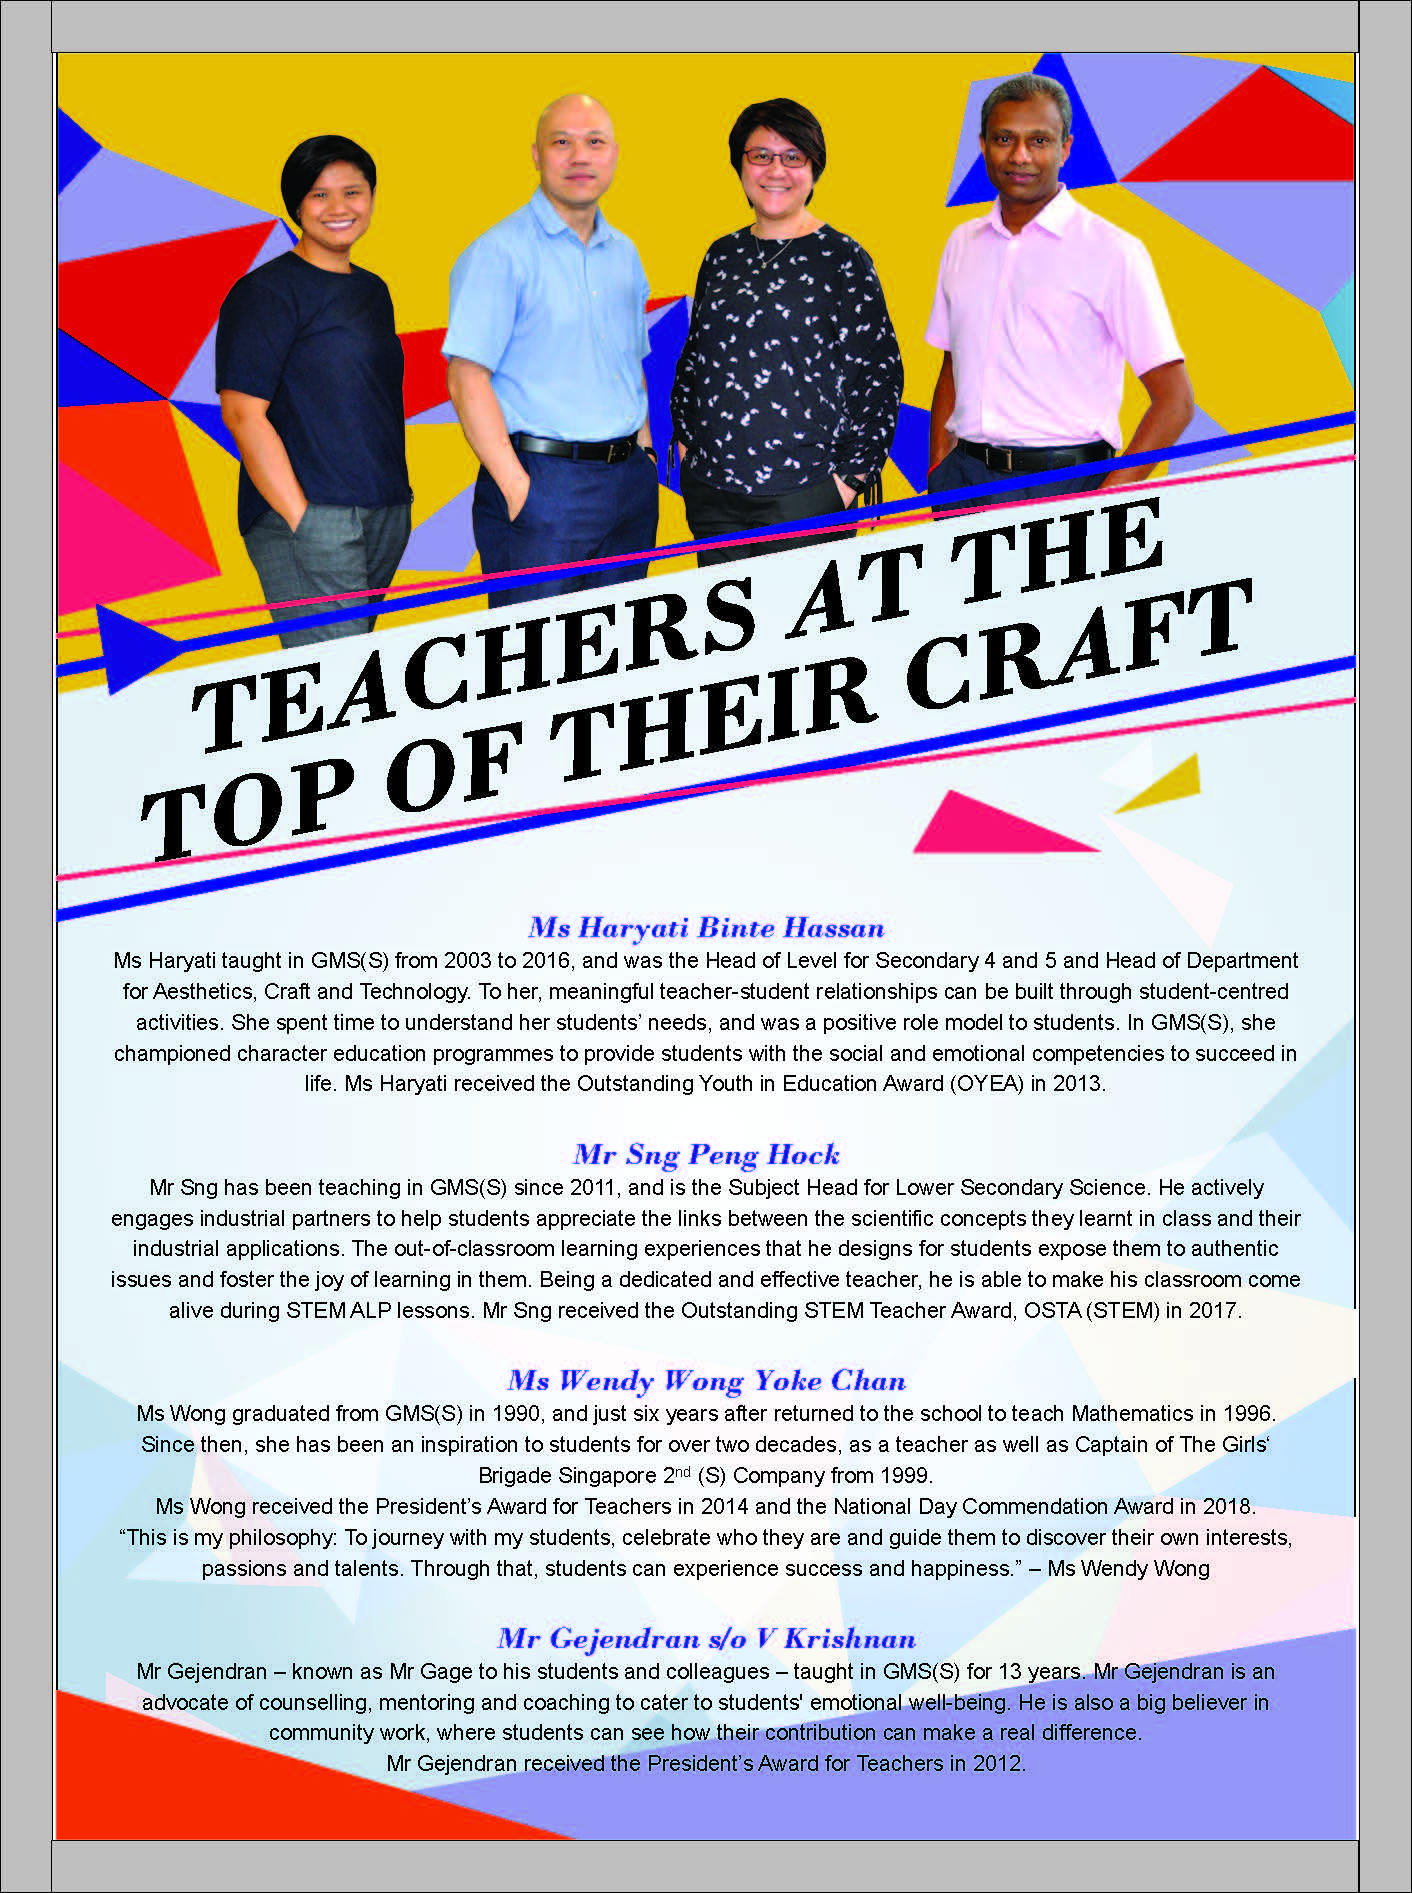 TEACHERS AT THE
TOP OF THEIR CRAFT
Ms Haryati Binte Hassan
Ms Haryati taught in GMS(S) from 2003 to 2016, and was the Head of Level for Secondary 4 and 5 and Head of Department
for Aesthetics, Craft and Technology. To her, meaningful teacher-student relationships can be built through student-centred
activities. She spent time to understand her students’ needs, and was a positive role model to students. In GMS(S), she
championed character education programmes to provide students with the social and emotional competencies to succeed in
life. Ms Haryati received the Outstanding Youth in Education Award (OYEA) in 2013.
Mr Sng Peng Hock
Mr Sng has been teaching in GMS(S) since 2011, and is the Subject Head for Lower Secondary Science. He actively
engages industrial partners to help students appreciate the links between the scientific concepts they learnt in class and their
industrial applications. The out-of-classroom learning experiences that he designs for students expose them to authentic
issues and foster the joy of learning in them. Being a dedicated and effective teacher, he is able to make his classroom come
alive during STEM ALP lessons. Mr Sng received the Outstanding STEM Teacher Award, OSTA (STEM) in 2017.
Ms Wendy Wong Yoke Chan
Ms Wong graduated from GMS(S) in 1990, and just six years after returned to the school to teach Mathematics in 1996.
Since then, she has been an inspiration to students for over two decades, as a teacher as well as Captain of The Girls‘
Brigade Singapore 2nd (S) Company from 1999.
Ms Wong received the President’s Award for Teachers in 2014 and the National Day Commendation Award in 2018.
“This is my philosophy: To journey with my students, celebrate who they are and guide them to discover their own interests,
passions and talents. Through that, students can experience success and happiness.” – Ms Wendy Wong
Mr Gejendran s/o V Krishnan
Mr Gejendran – known as Mr Gage to his students and colleagues – taught in GMS(S) for 13 years. Mr Gejendran is an
advocate of counselling, mentoring and coaching to cater to students' emotional well-being. He is also a big believer in
community work, where students can see how their contribution can make a real difference.
Mr Gejendran received the President’s Award for Teachers in 2012.